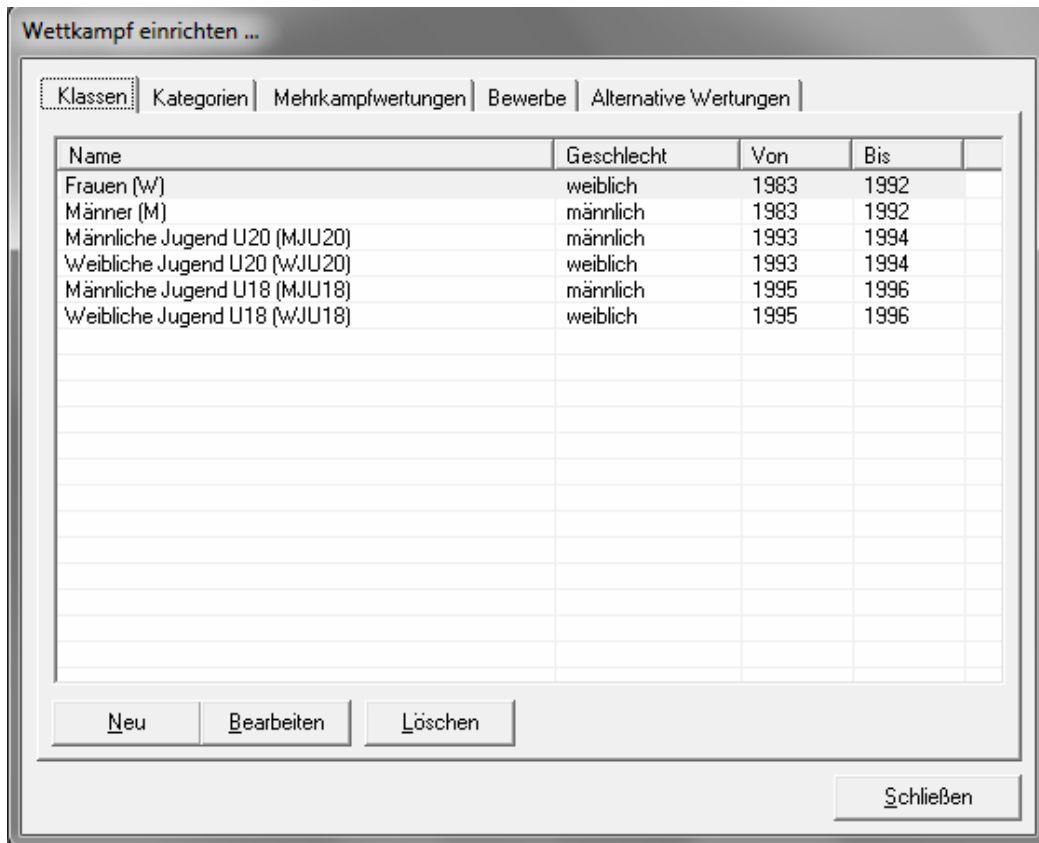 Wettkampf einrichten ...
Klassen Kategorien Mehrkampfwertungen Bewerbe Alternative Wertungen
Name Geschlecht Von Bis
Frauen (W) weiblich 1983 1992
Männer (M) männlich 1983 1992
Männliche Jugend U20 (MJU20) männlich 1993 1994
Weibliche Jugend U20 (WJU20) weiblich 1993 1994
Männliche Jugend U18 (MJU18) männlich 1995 1996
Weibliche Jugend U18 (WJU18) weiblich 1995 1996
Neu Bearbeiten Löschen
Schließen